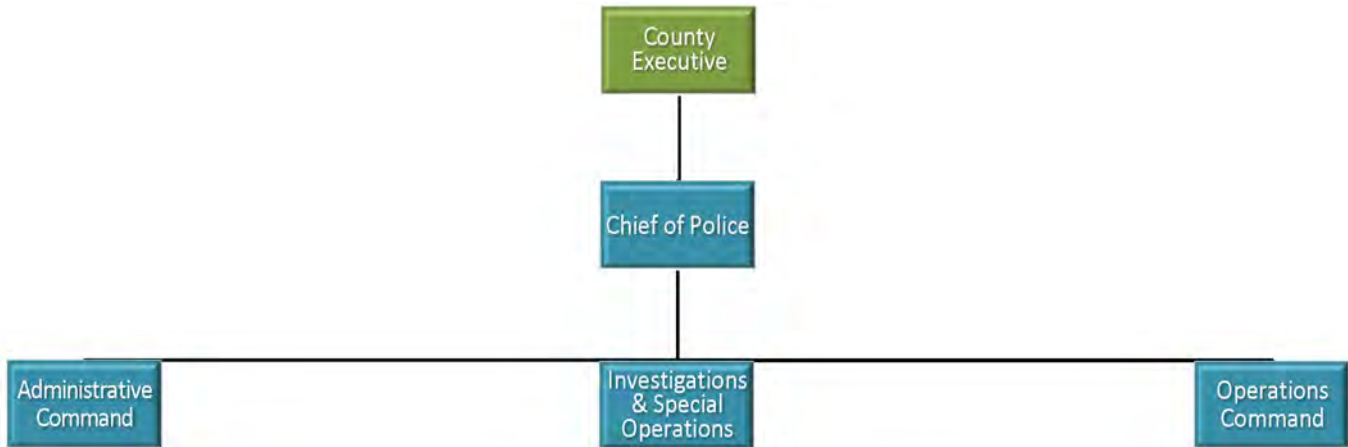 County
Executive
Chief of Police
Administrative
Command
Investigations
& Special
Operations
Operations
Command